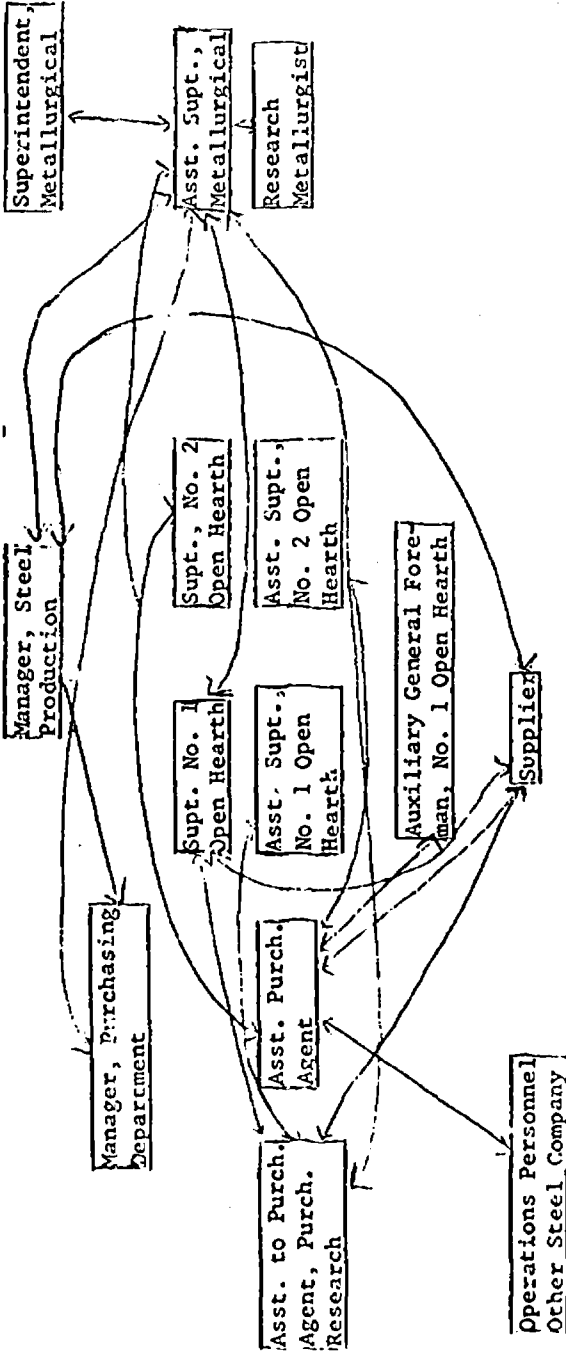 Superintendent,
Metallurgical
Manager, Steel
Production
Asst. Supt.,
Metallurgical
Research
Metallurgist
Manager, Purchasing
Department
Supt. No. 1
Open Hearth
Supt., No. 2
Open Hearth
Asst. to Purch.
Agent, Purch.
Research
Asst. Purch.
Agent
Asst. Supt.,
No. 1 Open
Hearth
Asst. Supt.,
No. 2 Open
Hearth
Auxiliary General Fore-
man, No. 1 Open Hearth
Supplier
Operations Personnel
Other Steel Company